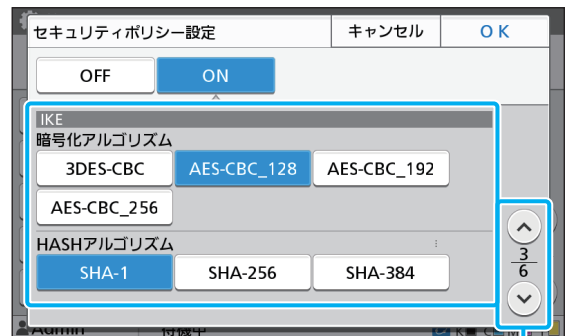 セキュリティポリシー設定 キャンセル OK
OFF ON
IKE
暗号化アルゴリズム
3DES-CBC AES-CBC_128 AES-CBC_192
AES-CBC_256
HASHアルゴリズム
SHA-1 SHA-256 SHA-384
3
6
Admin 待機中